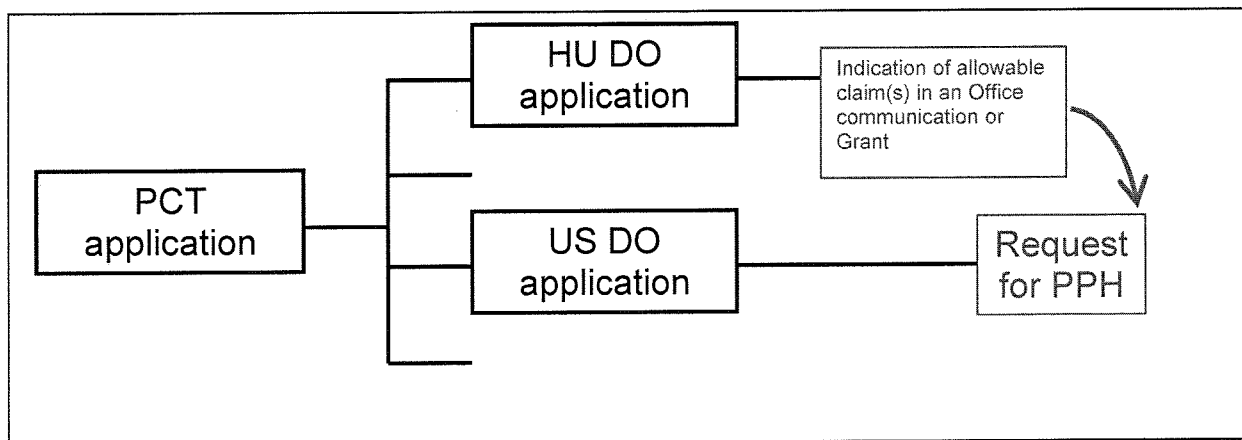 HU DO
application
Indication of allowable
claim(s) in an Office
communication or
Grant
PCT
application
US DO
application
Request
for PPH